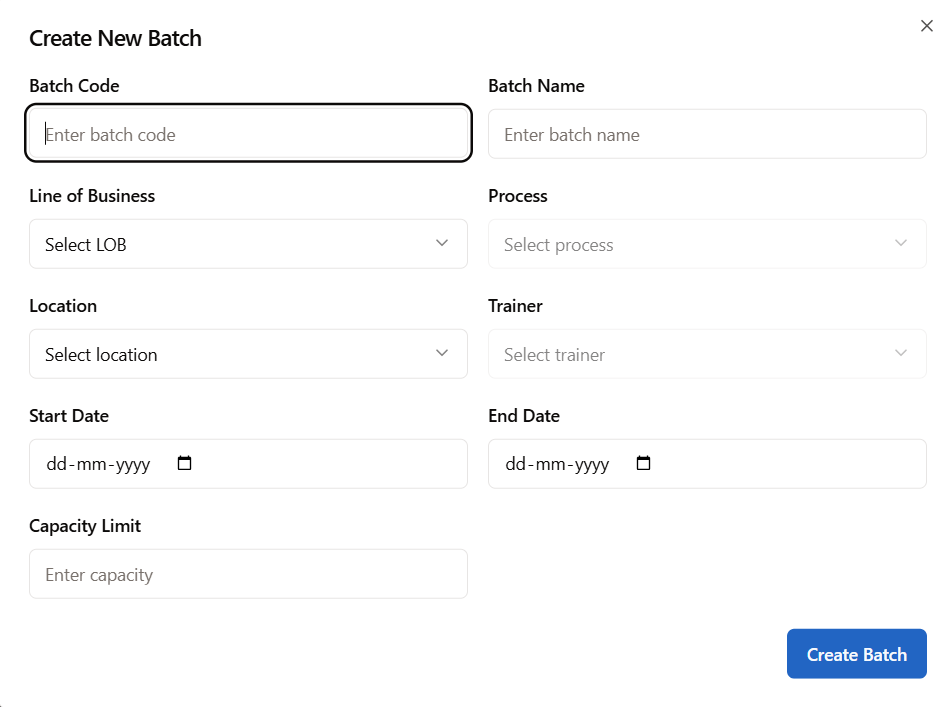 Create New Batch
Batch Code
Batch Name
Enter batch code
Enter batch name
Line of Business
Process
Select LOB
Select process
Location
Trainer
Select location
Select trainer
Start Date
End Date
dd-mm-yyyy
dd-mm-yyyy
Capacity Limit
Enter capacity
Create Batch